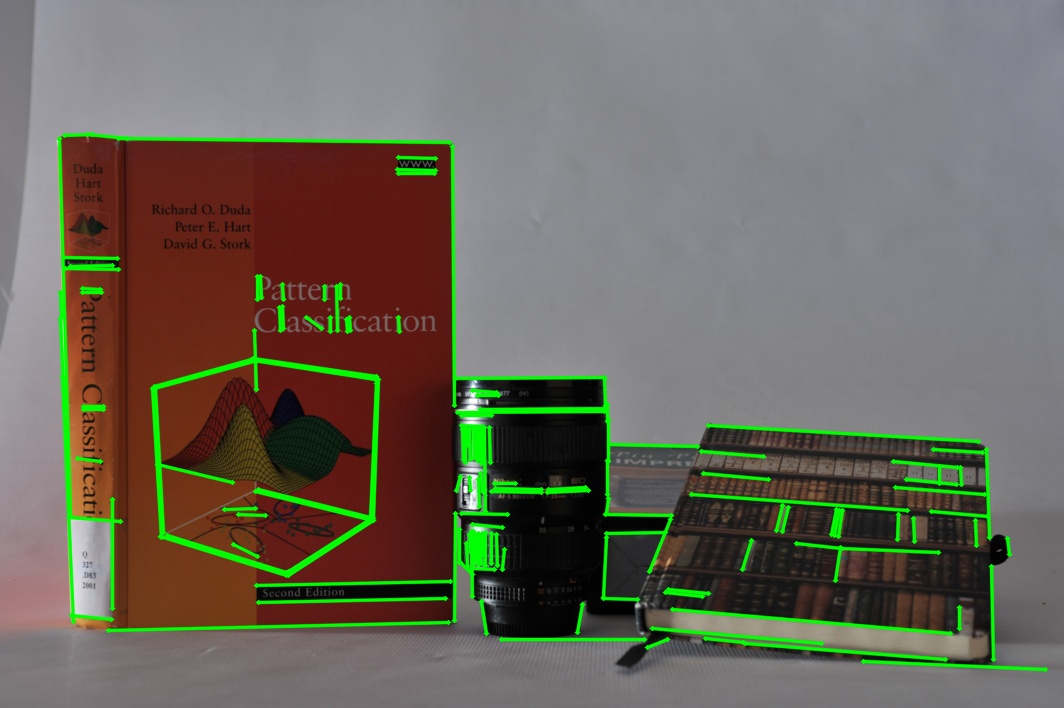 Duda
Hart
Stork
Pattern Classificati
Q
327
.D83
2001
www.
Richard O. Duda
Peter E. Hart
David G. Stork
Pattern
Classification
Second Edition